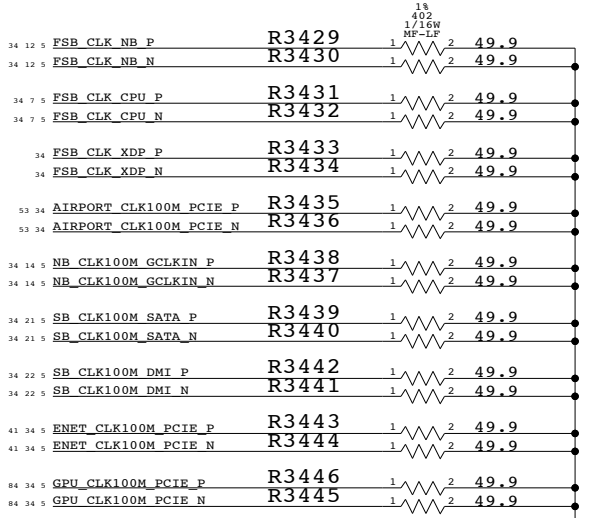 1%
402
1/16W
MF-LF
34 12 5 FSB_CLK_NB_P R3429 1 2 49.9
34 12 5 FSB_CLK_NB_N R3430 1 2 49.9
34 7 5 FSB_CLK_CPU_P R3431 1 2 49.9
34 7 5 FSB_CLK_CPU_N R3432 1 2 49.9
34 FSB_CLK_XDP_P R3433 1 2 49.9
34 FSB_CLK_XDP_N R3434 1 2 49.9
53 34 AIRPORT_CLK100M_PCIE_P R3435 1 2 49.9
53 34 AIRPORT_CLK100M_PCIE_N R3436 1 2 49.9
34 14 5 NB_CLK100M_GCLKIN_P R3438 1 2 49.9
34 14 5 NB_CLK100M_GCLKIN_N R3437 1 2 49.9
34 21 5 SB_CLK100M_SATA_P R3439 1 2 49.9
34 21 5 SB_CLK100M_SATA_N R3440 1 2 49.9
34 22 5 SB_CLK100M_DMI_P R3442 1 2 49.9
34 22 5 SB_CLK100M_DMI_N R3441 1 2 49.9
41 34 5 ENET_CLK100M_PCIE_P R3443 1 2 49.9
41 34 5 ENET_CLK100M_PCIE_N R3444 1 2 49.9
84 34 5 GPU_CLK100M_PCIE_P R3446 1 2 49.9
84 34 5 GPU_CLK100M_PCIE_N R3445 1 2 49.9